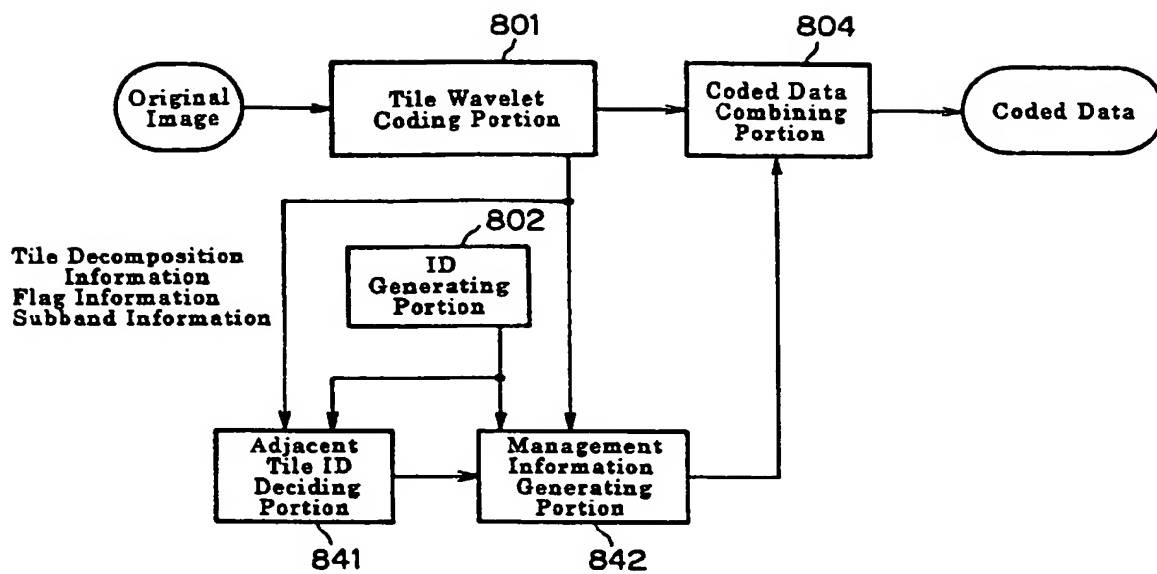 801
804
Original
Image
Tile Wavelet
Coding Portion
Coded Data
Combining
Portion
Coded Data
802
Tile Decomposition
Information
Flag Information
Subband Information
ID
Generating
Portion
Adjacent
Tile ID
Deciding
Portion
Management
Information
Generating
Portion
841
842